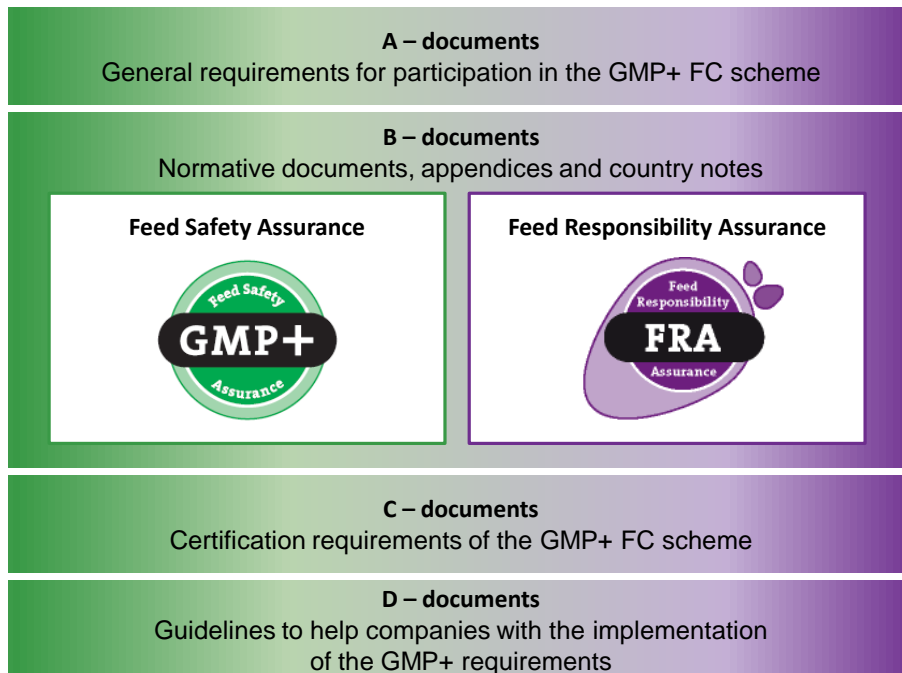 A – documents
General requirements for participation in the GMP+ FC scheme
B – documents
Normative documents, appendices and country notes
Feed Safety Assurance
Feed Safety
GMP+
Assurance
Feed Responsibility Assurance
Feed
Responsibility
FRA
Assurance
C – documents
Certification requirements of the GMP+ FC scheme
D – documents
Guidelines to help companies with the implementation
of the GMP+ requirements